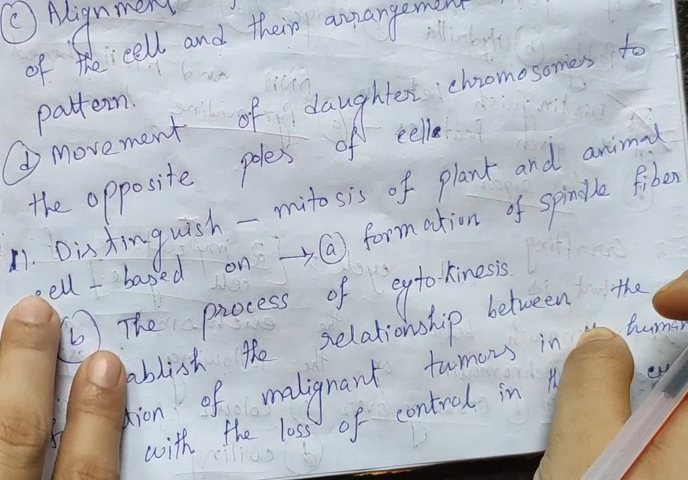 (c) Alignment
of the cell and their arrangement
pattern.
(d) Movement of daughter chromosomes to
the opposite poles of cell.
11. Distinguish - mitosis of plant and animal
cell - based on → (a) formation of spindle fiber
(b) The process of cyto-kinesis.
ablish the relationship between the
tion of malignant tumors in human
with the loss of control in